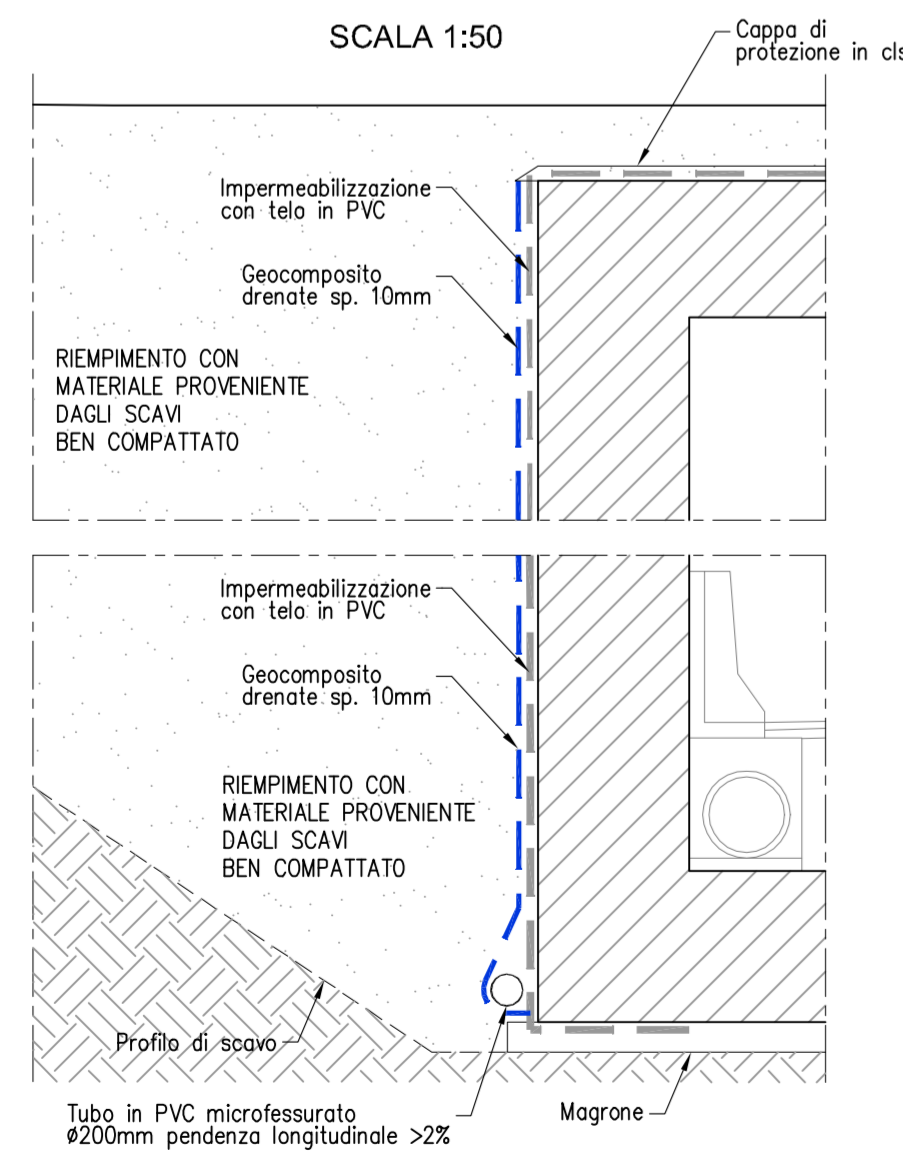 SCALA 1:50
Cappa di
protezione in cls
Impermeabilizzazione
con telo in PVC
Geocomposito
drenate sp. 10mm
RIEMPIMENTO CON
MATERIALE PROVENIENTE
DAGLI SCAVI
BEN COMPATTATO
Impermeabilizzazione
con telo in PVC
Geocomposito
drenate sp. 10mm
RIEMPIMENTO CON
MATERIALE PROVENIENTE
DAGLI SCAVI
BEN COMPATTATO
Profilo di scavo
Tubo in PVC microfessurato
Ø200mm pendenza longitudinale >2%
Magrone